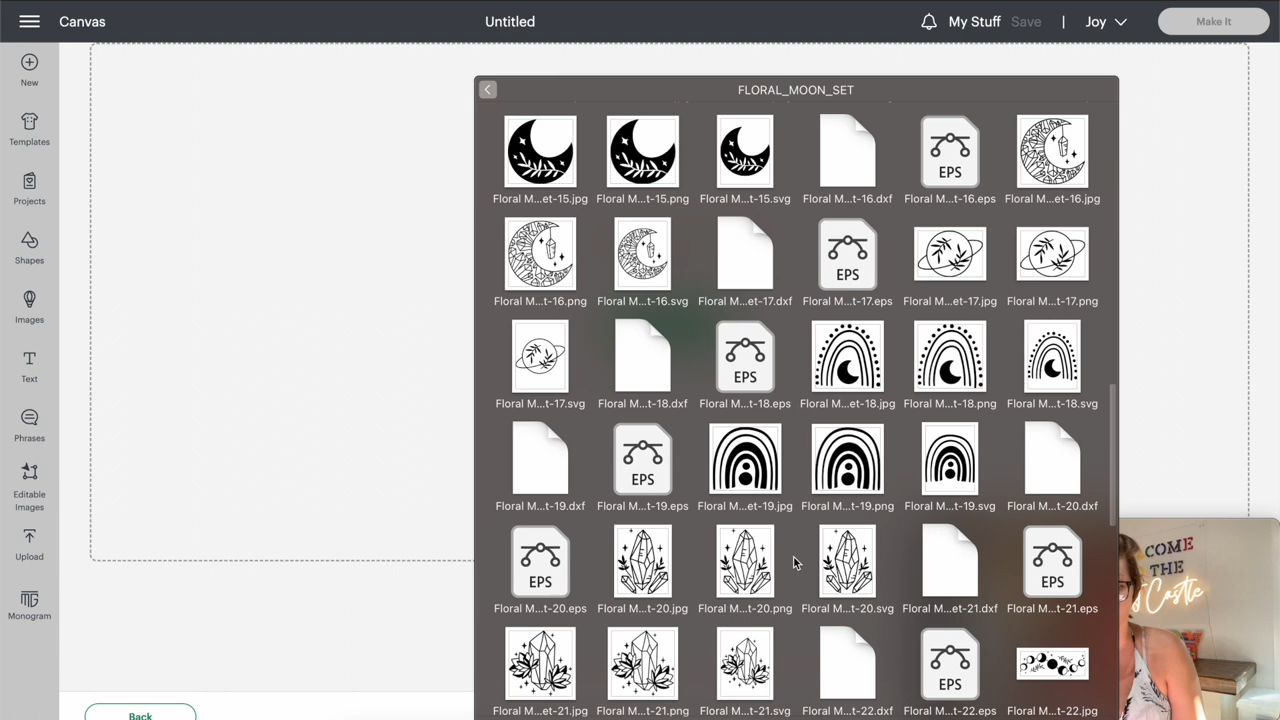 Canvas
Untitled
My Stuff
Save
|
Joy
Make It
New
Templates
Projects
Shapes
Images
Text
Phrases
Editable
Images
Upload
Monogram
FLORAL_MOON_SET
EPS
Floral M...et-15.jpg
Floral M...t-15.png
Floral M...t-15.svg
Floral M...t-16.dxf
Floral M...t-16.eps
Floral M...et-16.jpg
EPS
Floral M...t-16.png
Floral M...t-16.svg
Floral M...et-17.dxf
Floral M...t-17.eps
Floral M...et-17.jpg
Floral M...t-17.png
EPS
Floral M...t-17.svg
Floral M...t-18.dxf
Floral M...t-18.eps
Floral M...et-18.jpg
Floral M...t-18.png
Floral M...t-18.svg
EPS
Floral M...t-19.dxf
Floral M...t-19.eps
Floral M...et-19.jpg
Floral M...t-19.png
Floral M...t-19.svg
Floral M...t-20.dxf
EPS
EPS
Floral M...t-20.eps
Floral M...t-20.jpg
Floral M...t-20.png
Floral M...t-20.svg
Floral M...et-21.dxf
Floral M...t-21.eps
EPS
Floral M...et-21.jpg
Floral M...t-21.png
Floral M...t-21.svg
Floral M...t-22.dxf
Floral M...t-22.eps
Floral M...t-22.jpg
COME
THE
Castle
Back